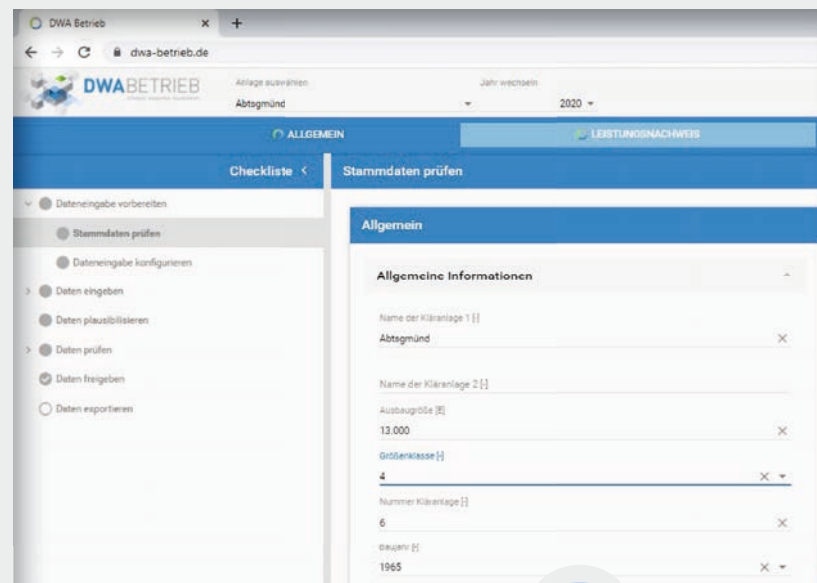 DWA Betrieb
dwa-betrieb.de
DWABETRIEB
Anlage auswählen
Jahr wechseln
Abtsgmünd
2020
ALLGEMEIN
LEISTUNGSNACHWEIS
Checkliste
Stammdaten prüfen
Dateneingabe vorbereiten
Stammdaten prüfen
Dateneingabe konfigurieren
Daten eingeben
Daten plausibilisieren
Daten prüfen
Daten freigeben
Daten exportieren
Allgemein
Allgemeine Informationen
Name der Kläranlage 1 [-]
Abtsgmünd
Name der Kläranlage 2 [-]
Ausbaugröße [E]
13.000
Größenklasse [-]
4
Nummer Kläranlage [-]
6
Baujahr [-]
1965